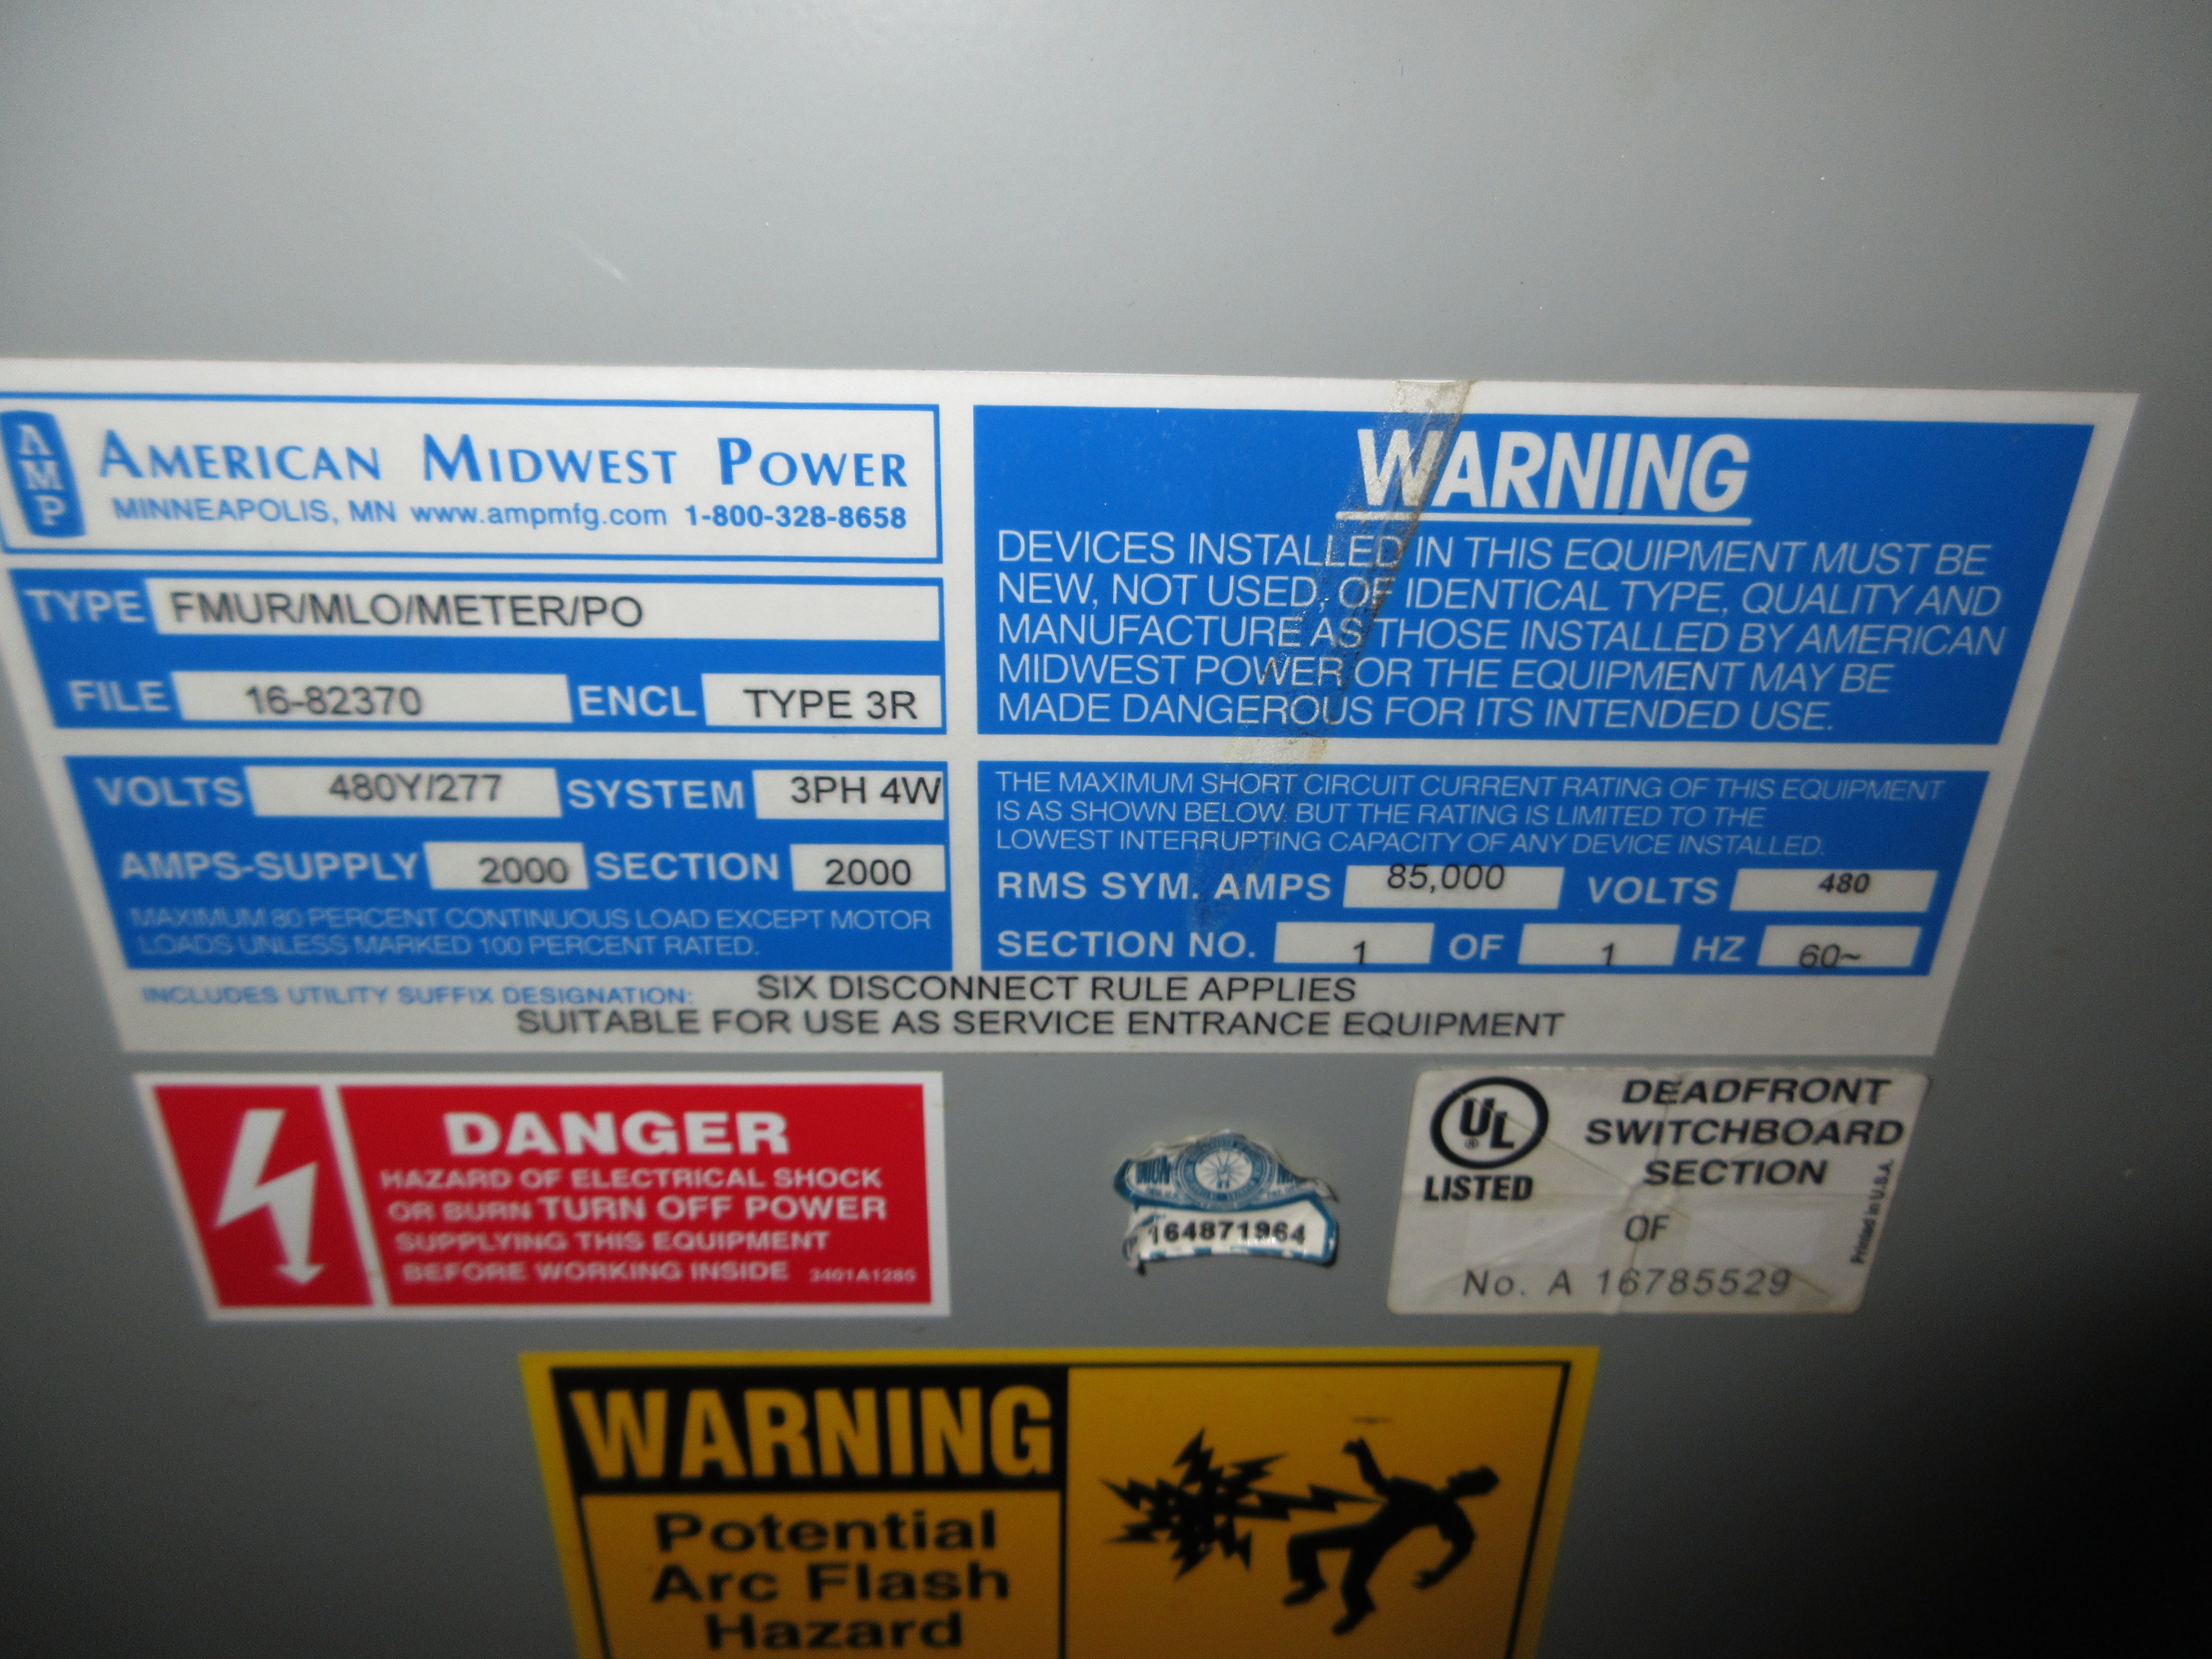 AMP
AMERICAN MIDWEST POWER
MINNEAPOLIS, MN www.ampmfg.com 1-800-328-8658
TYPE FMUR/MLO/METER/PO
FILE 16-82370 ENCL TYPE 3R
VOLTS 480Y/277 SYSTEM 3PH 4W
AMPS-SUPPLY 2000 SECTION 2000
MAXIMUM 80 PERCENT CONTINUOUS LOAD EXCEPT MOTOR
LOADS UNLESS MARKED 100 PERCENT RATED.
WARNING
DEVICES INSTALLED IN THIS EQUIPMENT MUST BE
NEW, NOT USED, OF IDENTICAL TYPE, QUALITY AND
MANUFACTURE AS THOSE INSTALLED BY AMERICAN
MIDWEST POWER OR THE EQUIPMENT MAY BE
MADE DANGEROUS FOR ITS INTENDED USE.
THE MAXIMUM SHORT CIRCUIT CURRENT RATING OF THIS EQUIPMENT
IS AS SHOWN BELOW BUT THE RATING IS LIMITED TO THE
LOWEST INTERRUPTING CAPACITY OF ANY DEVICE INSTALLED.
RMS SYM. AMPS 85,000 VOLTS 480
SECTION NO. 1 OF 1 HZ 60~
INCLUDES UTILITY SUFFIX DESIGNATION: SIX DISCONNECT RULE APPLIES
SUITABLE FOR USE AS SERVICE ENTRANCE EQUIPMENT
DANGER
HAZARD OF ELECTRICAL SHOCK
OR BURN TURN OFF POWER
SUPPLYING THIS EQUIPMENT
BEFORE WORKING INSIDE 3401A1286
UNION
164871964
UL
LISTED
DEADFRONT
SWITCHBOARD
SECTION
OF
No. A 16785529
Printed in U.S.A.
WARNING
Potential
Arc Flash
Hazard